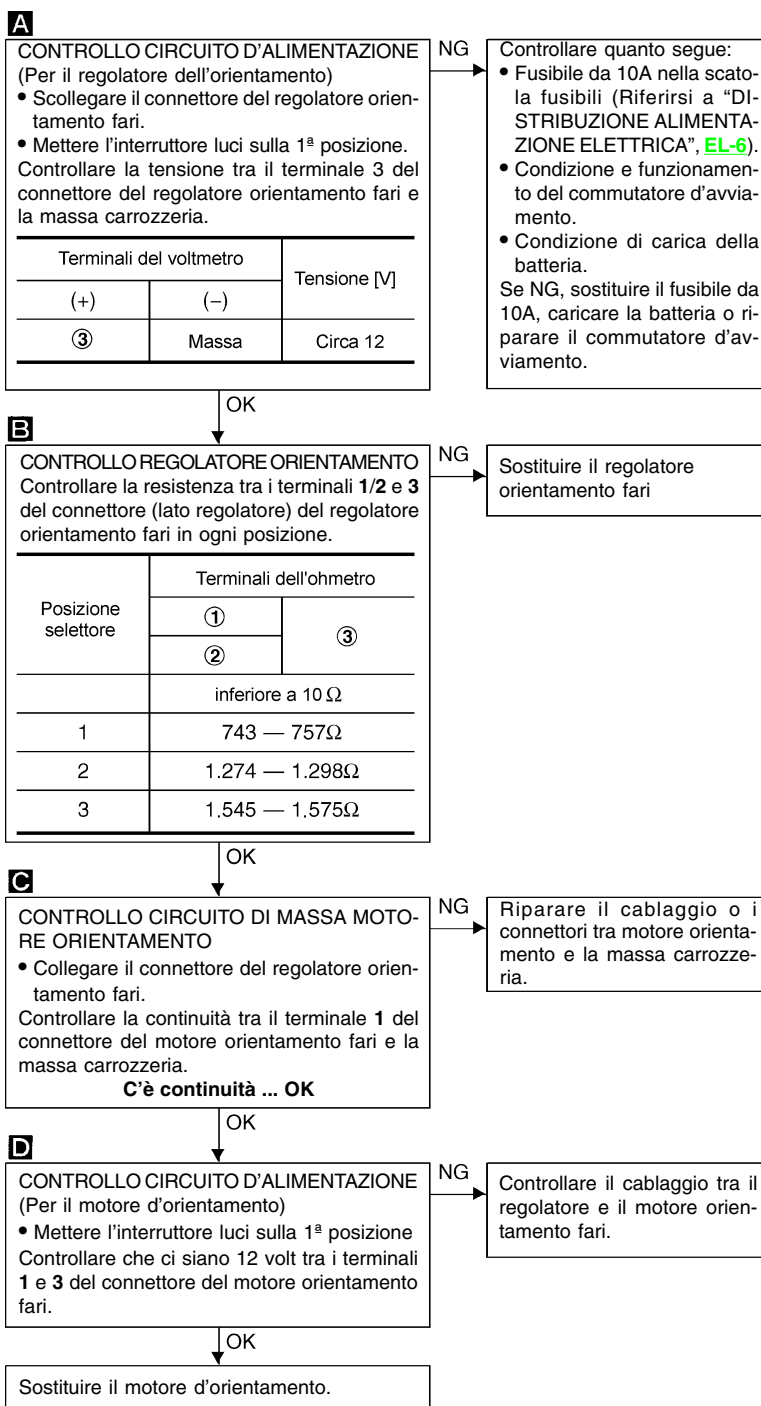 A
CONTROLLO CIRCUITO D'ALIMENTAZIONE
(Per il regolatore dell'orientamento)
• Scollegare il connettore del regolatore orien-
tamento fari.
• Mettere l'interruttore luci sulla 1ª posizione.
Controllare la tensione tra il terminale 3 del
connettore del regolatore orientamento fari e
la massa carrozzeria.
Terminali del voltmetro
Tensione [V]
(+) (−)
③ Massa Circa 12
NG
Controllare quanto segue:
• Fusibile da 10A nella scato-
la fusibili (Riferirsi a “DI-
STRIBUZIONE ALIMENTA-
ZIONE ELETTRICA”, EL-6).
• Condizione e funzionamen-
to del commutatore d'avvia-
mento.
• Condizione di carica della
batteria.
Se NG, sostituire il fusibile da
10A, caricare la batteria o ri-
parare il commutatore d'av-
viamento.
OK
B
CONTROLLO REGOLATORE ORIENTAMENTO
Controllare la resistenza tra i terminali 1/2 e 3
del connettore (lato regolatore) del regolatore
orientamento fari in ogni posizione.
Posizione
selettore
Terminali dell'ohmetro
①
②
③
inferiore a 10 Ω
1 743 — 757Ω
2 1.274 — 1.298Ω
3 1.545 — 1.575Ω
NG
Sostituire il regolatore
orientamento fari
OK
C
CONTROLLO CIRCUITO DI MASSA MOTO-
RE ORIENTAMENTO
• Collegare il connettore del regolatore orien-
tamento fari.
Controllare la continuità tra il terminale 1 del
connettore del motore orientamento fari e la
massa carrozzeria.
C'è continuità ... OK
NG
Riparare il cablaggio o i
connettori tra motore orienta-
mento e la massa carrozze-
ria.
OK
D
CONTROLLO CIRCUITO D'ALIMENTAZIONE
(Per il motore d'orientamento)
• Mettere l'interruttore luci sulla 1ª posizione
Controllare che ci siano 12 volt tra i terminali
1 e 3 del connettore del motore orientamento
fari.
NG
Controllare il cablaggio tra il
regolatore e il motore orien-
tamento fari.
OK
Sostituire il motore d'orientamento.